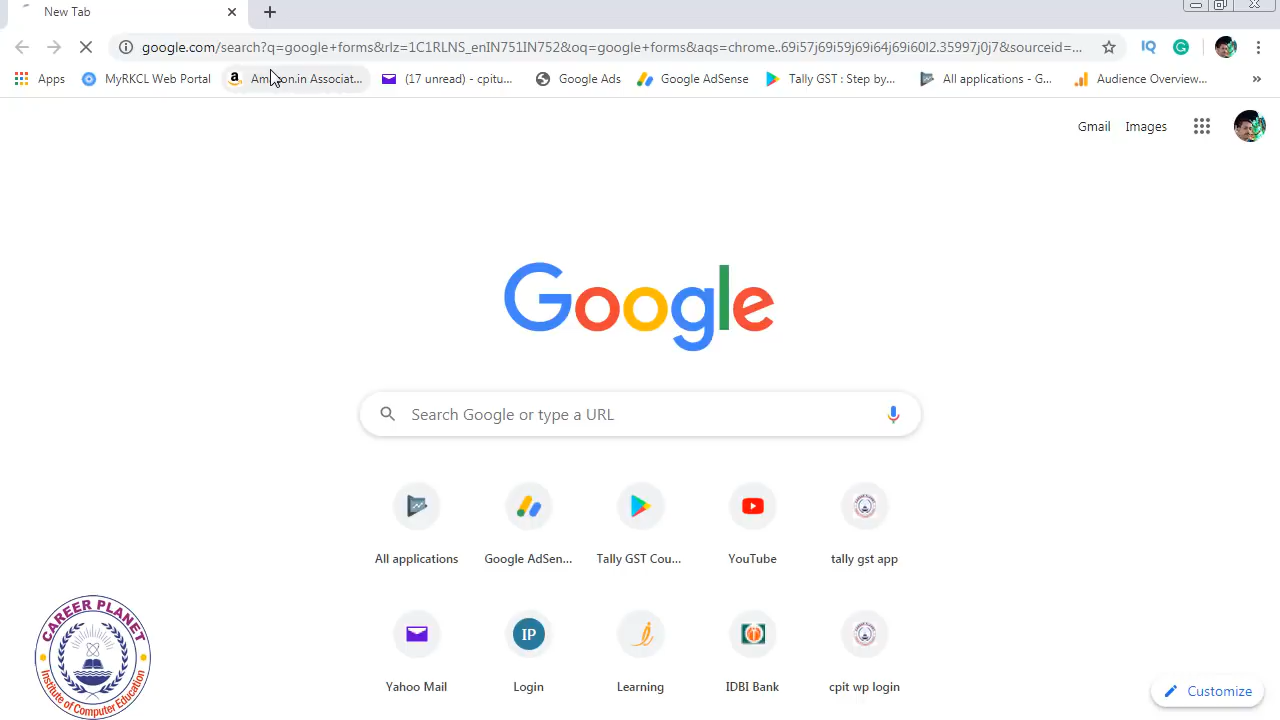 New Tab
google.com/search?q=google+forms&rlz=1C1RLNS_enIN751IN752&oq=google+forms&aqs=chrome..69i57j69i59j69i64j69i60l2.35997j0j7&sourceid=...
IQ
Apps
MyRKCL Web Portal
Amazon.in Associat...
(17 unread) - cpitu...
Google Ads
Google AdSense
Tally GST : Step by...
All applications - G...
Audience Overview...
»
Gmail
Images
Google
Search Google or type a URL
All applications
Google AdSen...
Tally GST Cou...
YouTube
tally gst app
IP
Yahoo Mail
Login
Learning
IDBI Bank
cpit wp login
CAREER PLANET
Institute of Computer Education
Customize